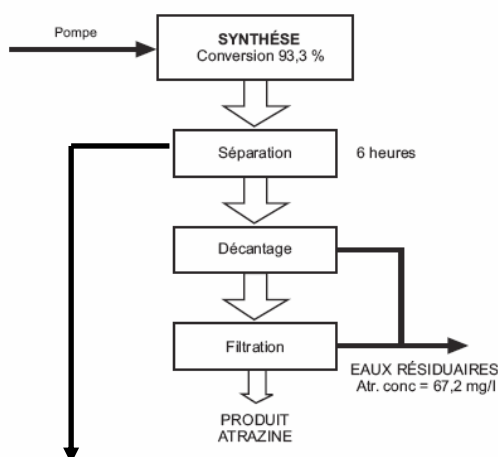 Pompe
SYNTHÉSE
Conversion 93,3 %
Séparation
6 heures
Décantage
Filtration
EAUX RÉSIDUAIRES
Atr. conc = 67,2 mg/l
PRODUIT
ATRAZINE